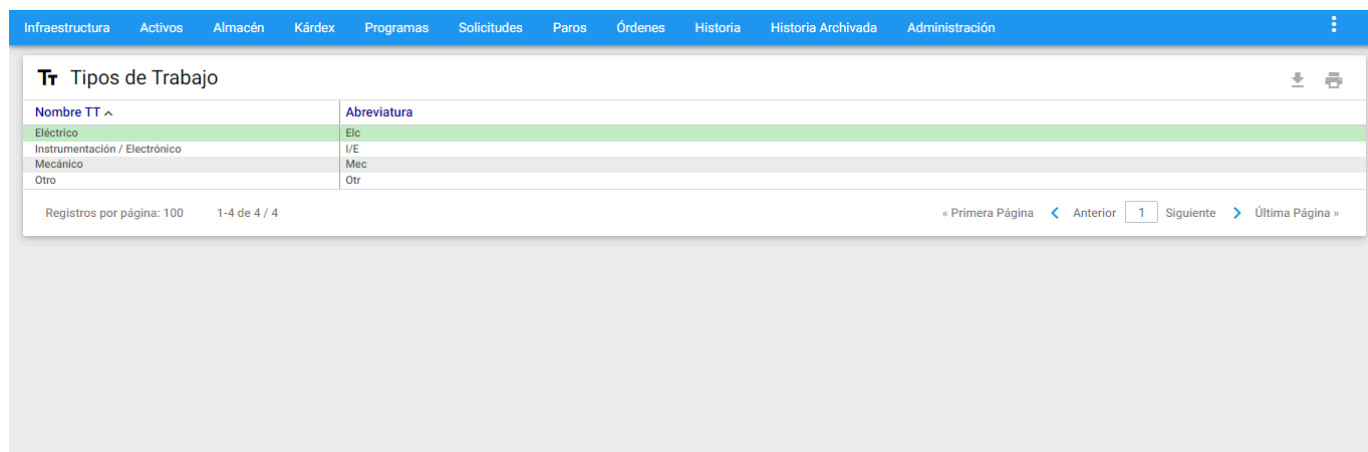 Infraestructura Activos Almacén Kárdex Programas Solicitudes Paros Órdenes Historia Historia Archivada Administración
Tipos de Trabajo
Nombre TT Abreviatura
Eléctrico Elc
Instrumentación / Electrónico I/E
Mecánico Mec
Otro Otr
Registros por página: 100 1-4 de 4 / 4 « Primera Página Anterior 1 Siguiente Última Página »